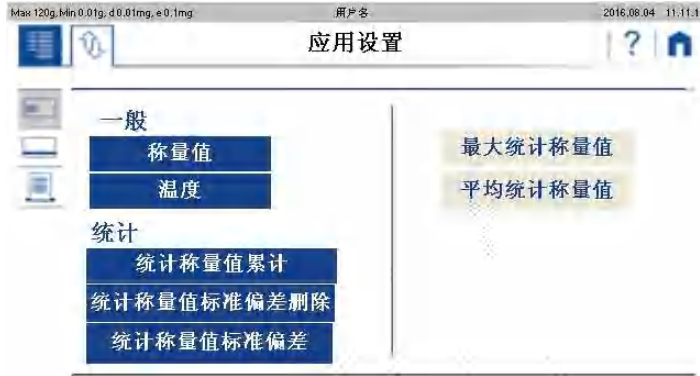 Max 120g, Min 0.01g, d 0.01mg, e 0.1mg 用户名 2016.08.04 11.11.1
应用设置 ?
一般
称量值
温度
统计
统计称量值累计
统计称量值标准偏差删除
统计称量值标准偏差
最大统计称量值
平均统计称量值